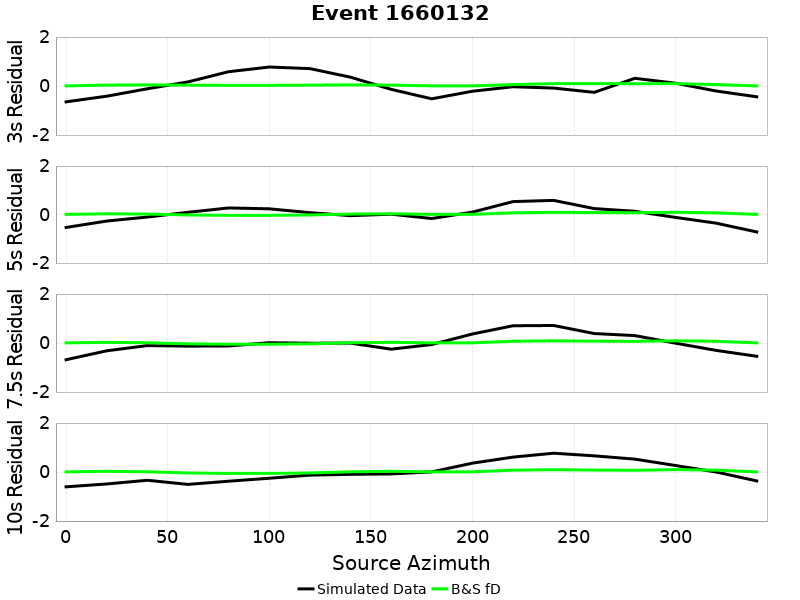 Event 1660132
3s Residual
2
0
-2
5s Residual
2
0
-2
7.5s Residual
2
0
-2
10s Residual
2
0
-2
0 50 100 150 200 250 300
Source Azimuth
Simulated Data B&S fD